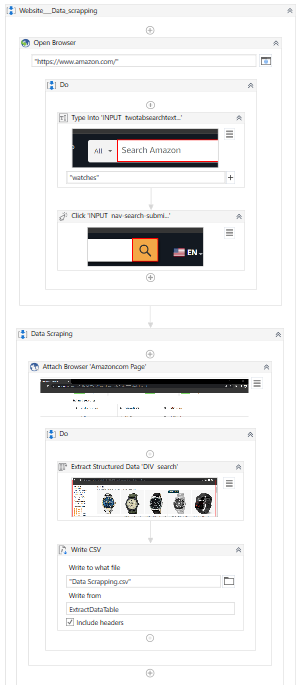 Website___Data_scrapping
Open Browser
"https://www.amazon.com/"
Do
Type Into 'INPUT twotabsearchtext...'
All
Search Amazon
"watches"
Click 'INPUT nav-search-submi...'
EN
Data Scraping
Attach Browser 'Amazoncom Page'
Do
Extract Structured Data 'DIV search'
Write CSV
Write to what file
"Data Scrapping.csv"
Write from
ExtractDataTable
Include headers